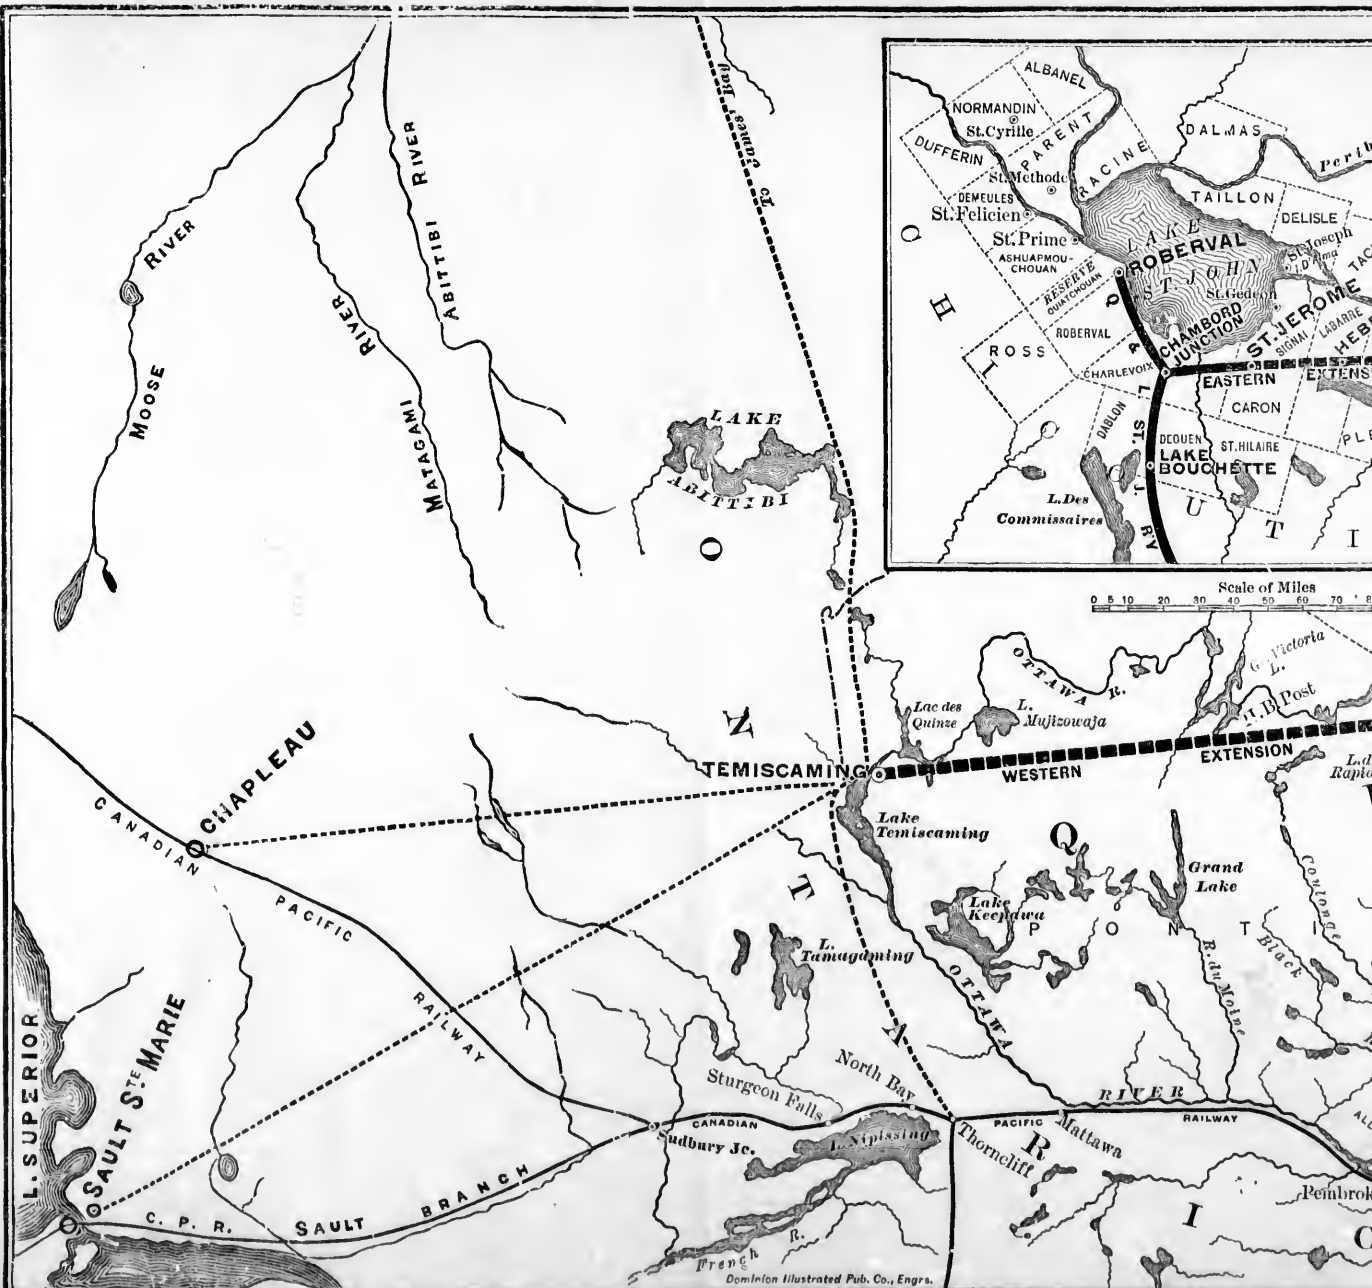 To James' Bay
RIVER
MOOSE
ABITTIBI RIVER
RIVER
MATAGAMI
LAKE
ABITTIBI
ALBANEL
NORMANDIN
St. Cyrille
DUFFERIN
PARENT
RACINE
DALMAS
St. Methode
DEMEULES
St. Felicien
TAILLON
DELISLE
St. Prime
ASHUAPMOU-
CHOUAN
LAKE
ST. JOHN
ROBERVAL
St. Joseph
St. Gedeon
RESERVE
OUIATCHOUAN
ROBERVAL
ROSS
CHARLEVOIX
CHAMBORD
JUNCTION
ST. JEROME
SIGNAI
LABARRE
EASTERN
CARON
DABLON
DEQUEN
ST. HILAIRE
LAKE
BOUCHETTE
L. Des
Commissaires
Q & L. ST. J. R'Y
C H I C O U T I
Scale of Miles
0 5 10 20 30 40 50 60 70
OTTAWA R.
Victoria
L.
H.B. Post
Lac des
Quinze
L.
Mujizowaja
TEMISCAMING
WESTERN
EXTENSION
CHAPLEAU
CANADIAN
PACIFIC
RAILWAY
Lake
Temiscaming
Q
Grand
Lake
Coulonge
Lake
Keepawa
P O N T I
Black
R. du Moine
L.
Tamagaming
OTTAWA
RIVER
L. SUPERIOR
SAULT STE MARIE
North Bay
Sturgeon Falls
CANADIAN
PACIFIC
RAILWAY
Sudbury Jc.
L. Nipissing
Thorncliff
Mattawa
C. P. R. SAULT BRANCH
French R.
O N T A R I
Dominion Illustrated Pub. Co., Engrs.